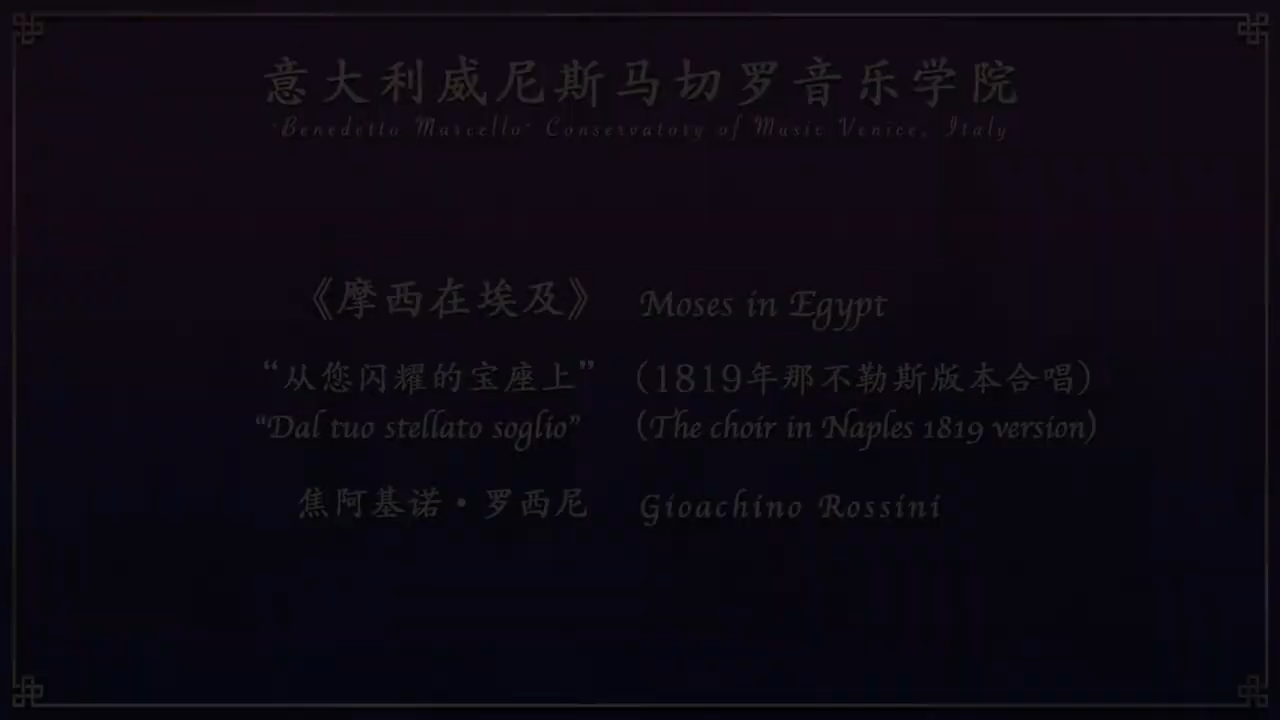 意大利威尼斯马切罗音乐学院
"Benedetto Marcello" Conservatory of Music Venice, Italy
《摩西在埃及》 Moses in Egypt
“从您闪耀的宝座上” （1819年那不勒斯版本合唱）
“Dal tuo stellato soglio” (The choir in Naples 1819 version)
焦阿基诺·罗西尼 Gioachino Rossini